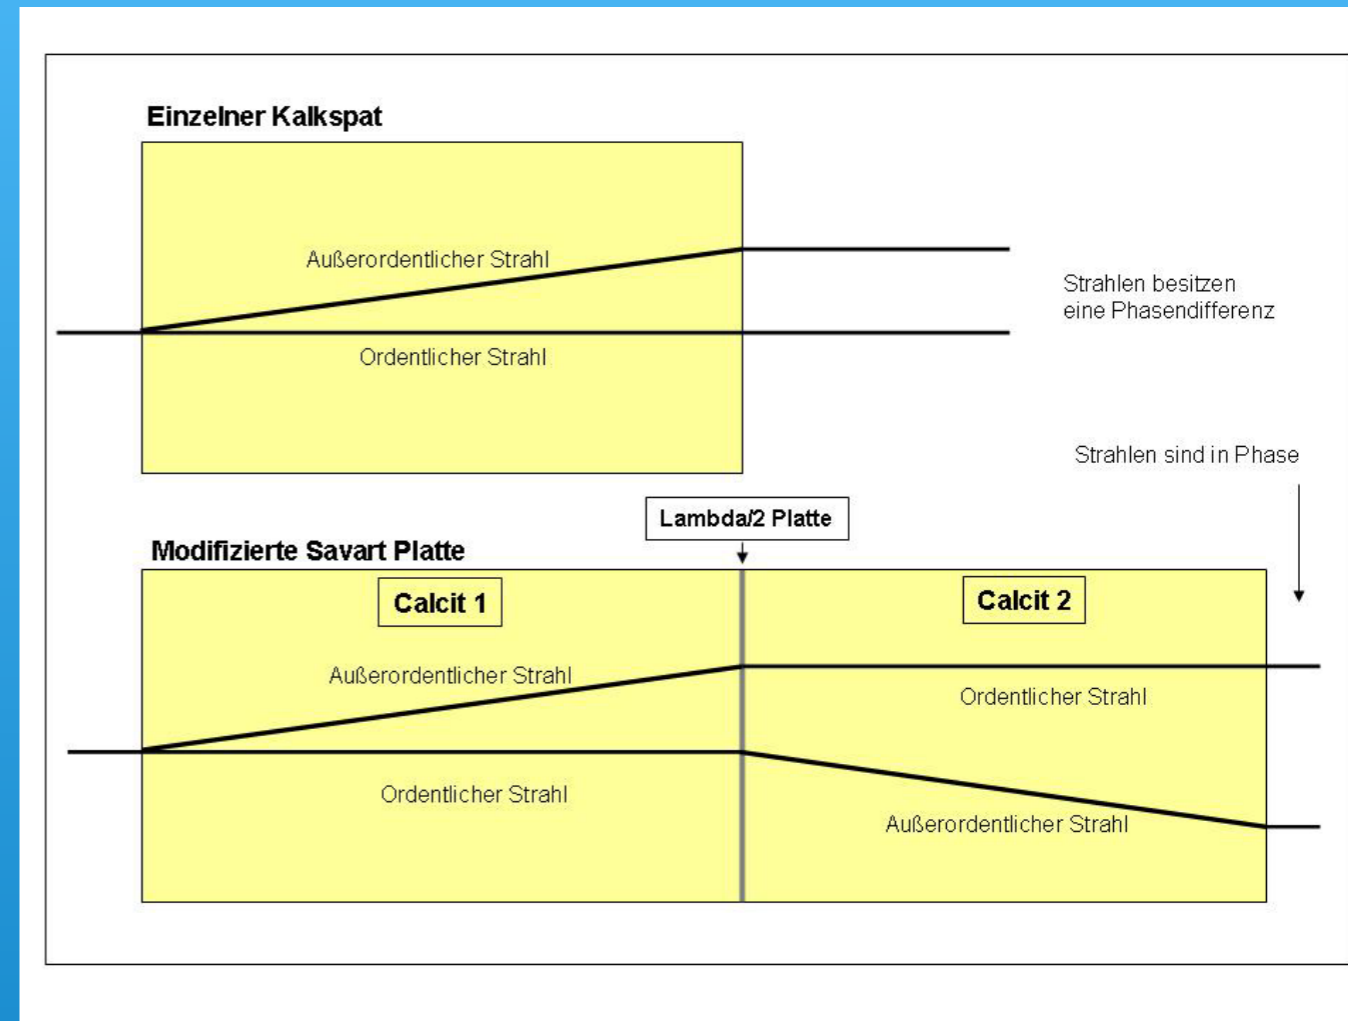 Einzelner Kalkspat
Außerordentlicher Strahl
Ordentlicher Strahl
Strahlen besitzen
eine Phasendifferenz
Strahlen sind in Phase
Lambda/2 Platte
Modifizierte Savart Platte
Calcit 1
Calcit 2
Außerordentlicher Strahl
Ordentlicher Strahl
Ordentlicher Strahl
Außerordentlicher Strahl